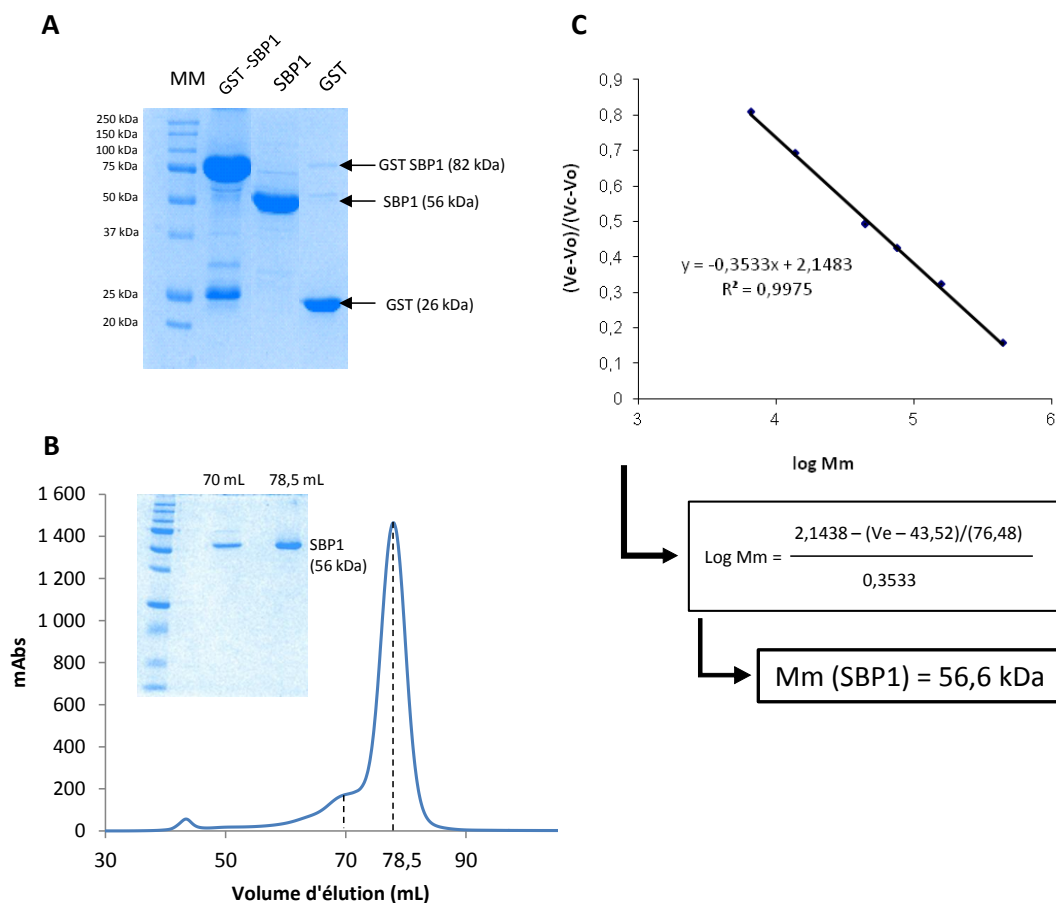 A
MM
GST -SBP1
SBP1
GST
250 kDa
150 kDa
100 kDa
75 kDa
50 kDa
37 kDa
25 kDa
20 kDa
GST SBP1 (82 kDa)
SBP1 (56 kDa)
GST (26 kDa)
B
70 mL 78,5 mL
SBP1
(56 kDa)
mAbs
1 600
1 400
1 200
1 000
800
600
400
200
0
30 50 70 78,5 90
Volume d'élution (mL)
C
(Ve-Vo)/(Vc-Vo)
0,9
0,8
0,7
0,6
0,5
0,4
0,3
0,2
0,1
0
y = -0,3533x + 2,1483
R² = 0,9975
3 4 5 6
log Mm
2,1438 – (Ve – 43,52)/(76,48)
Log Mm =
0,3533
Mm (SBP1) = 56,6 kDa